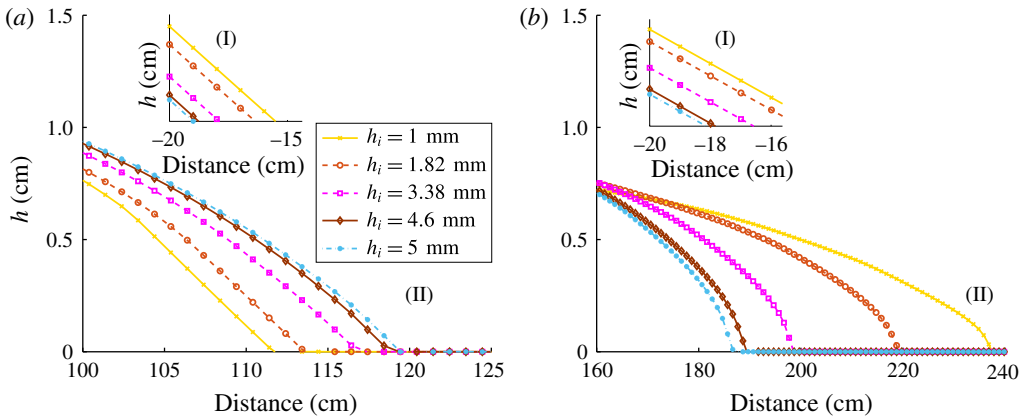 (a)
1.5
1.0
0.5
0
h (cm)
100
105
110
115
120
125
Distance (cm)
(I)
h (cm)
−20
−15
Distance (cm)
h_i = 1 mm
h_i = 1.82 mm
h_i = 3.38 mm
h_i = 4.6 mm
h_i = 5 mm
(II)
(b)
1.5
1.0
0.5
0
160
180
200
220
240
Distance (cm)
(I)
h (cm)
−20
−18
−16
Distance (cm)
(II)